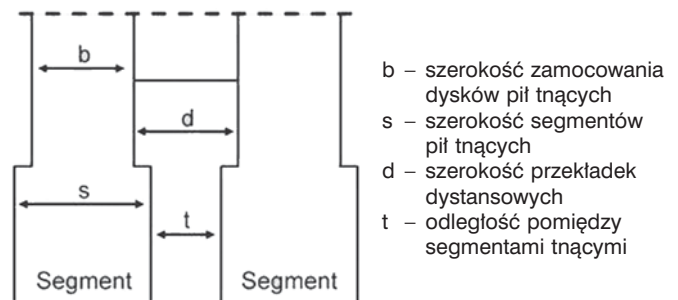 b
d
s
t
Segment
Segment
b – szerokość zamocowania
dysków pił tnących
s – szerokość segmentów
pił tnących
d – szerokość przekładek
dystansowych
t – odległość pomiędzy
segmentami tnącymi